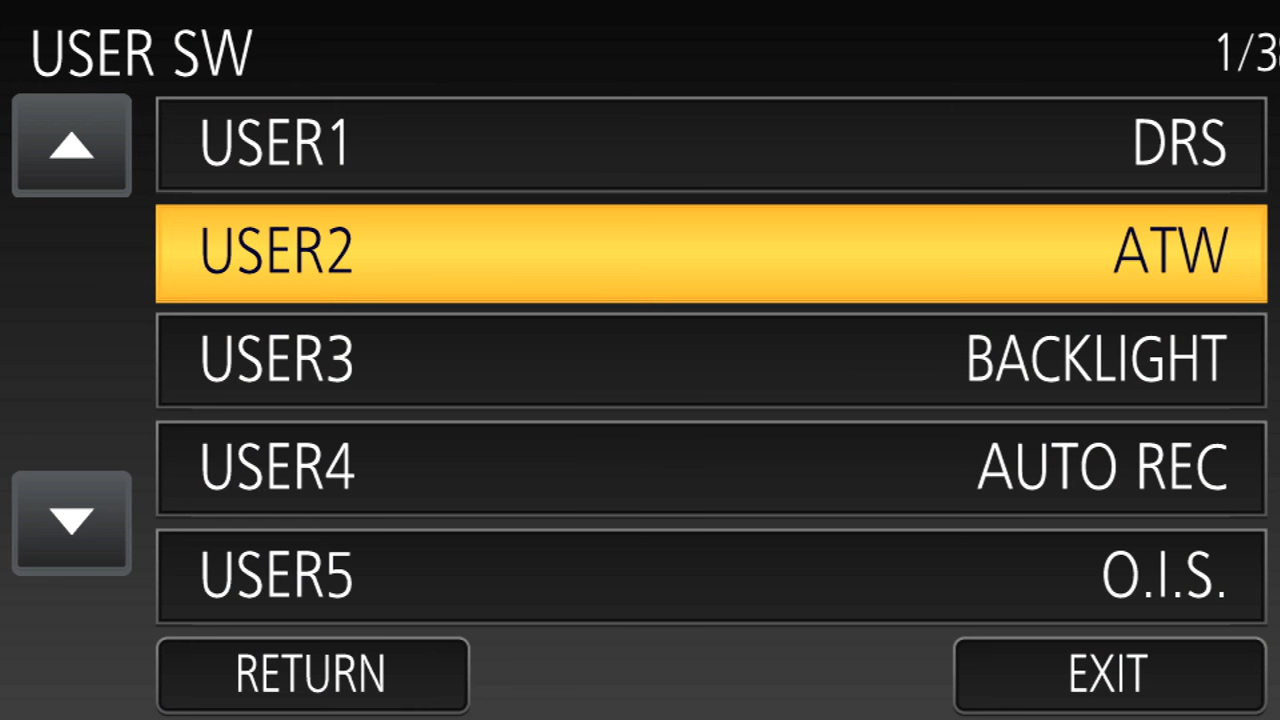 USER SW
USER1 DRS
USER2 ATW
USER3 BACKLIGHT
USER4 AUTO REC
USER5 O.I.S.
RETURN EXIT